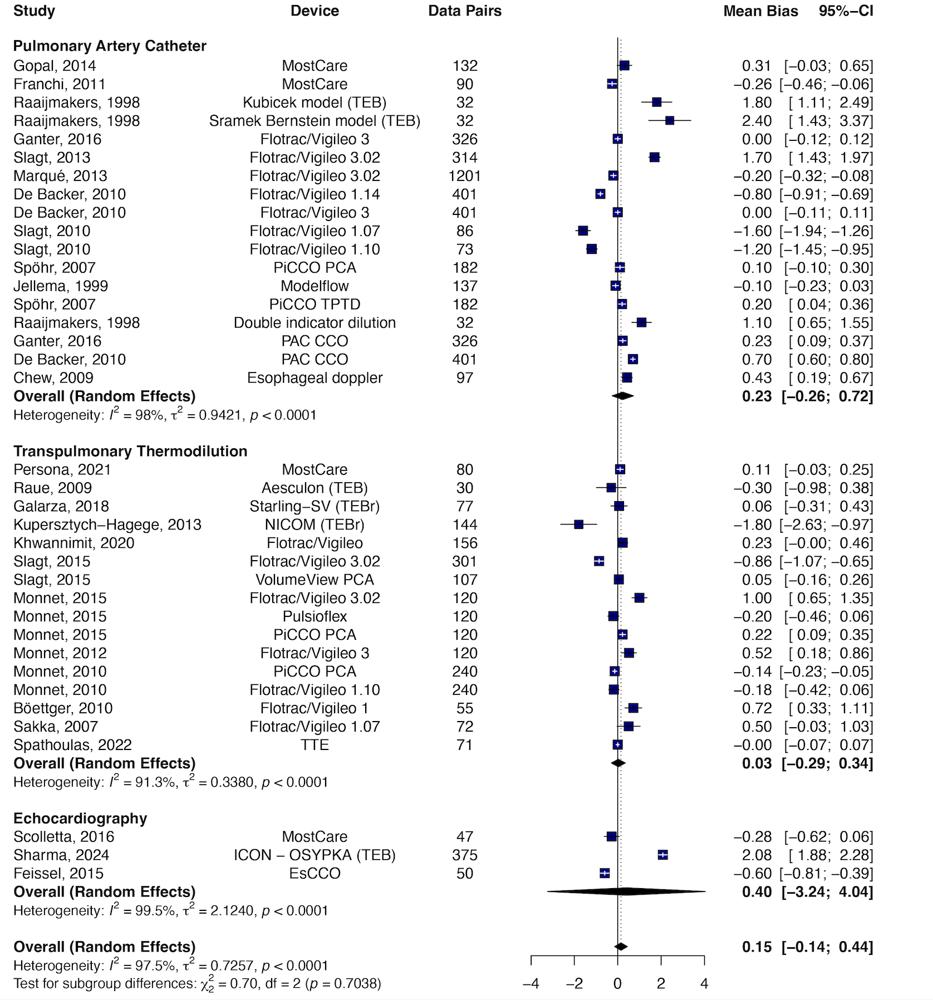 Study Device Data Pairs Mean Bias 95%−CI
Pulmonary Artery Catheter
Gopal, 2014 MostCare 132 0.31 [−0.03; 0.65]
Franchi, 2011 MostCare 90 −0.26 [−0.46; −0.06]
Raaijmakers, 1998 Kubicek model (TEB) 32 1.80 [ 1.11; 2.49]
Raaijmakers, 1998 Sramek Bernstein model (TEB) 32 2.40 [ 1.43; 3.37]
Ganter, 2016 Flotrac/Vigileo 3 326 0.00 [−0.12; 0.12]
Slagt, 2013 Flotrac/Vigileo 3.02 314 1.70 [ 1.43; 1.97]
Marqué, 2013 Flotrac/Vigileo 3.02 1201 −0.20 [−0.32; −0.08]
De Backer, 2010 Flotrac/Vigileo 1.14 401 −0.80 [−0.91; −0.69]
De Backer, 2010 Flotrac/Vigileo 3 401 0.00 [−0.11; 0.11]
Slagt, 2010 Flotrac/Vigileo 1.07 86 −1.60 [−1.94; −1.26]
Slagt, 2010 Flotrac/Vigileo 1.10 73 −1.20 [−1.45; −0.95]
Spöhr, 2007 PiCCO PCA 182 0.10 [−0.10; 0.30]
Jellema, 1999 Modelflow 137 −0.10 [−0.23; 0.03]
Spöhr, 2007 PiCCO TPTD 182 0.20 [ 0.04; 0.36]
Raaijmakers, 1998 Double indicator dilution 32 1.10 [ 0.65; 1.55]
Ganter, 2016 PAC CCO 326 0.23 [ 0.09; 0.37]
De Backer, 2010 PAC CCO 401 0.70 [ 0.60; 0.80]
Chew, 2009 Esophageal doppler 97 0.43 [ 0.19; 0.67]
Overall (Random Effects) 0.23 [−0.26; 0.72]
Heterogeneity: I² = 98%, τ² = 0.9421, p < 0.0001
Transpulmonary Thermodilution
Persona, 2021 MostCare 80 0.11 [−0.03; 0.25]
Raue, 2009 Aesculon (TEB) 30 −0.30 [−0.98; 0.38]
Galarza, 2018 Starling−SV (TEBr) 77 0.06 [−0.31; 0.43]
Kupersztych−Hagege, 2013 NICOM (TEBr) 144 −1.80 [−2.63; −0.97]
Khwannimit, 2020 Flotrac/Vigileo 156 0.23 [−0.00; 0.46]
Slagt, 2015 Flotrac/Vigileo 3.02 301 −0.86 [−1.07; −0.65]
Slagt, 2015 VolumeView PCA 107 0.05 [−0.16; 0.26]
Monnet, 2015 Flotrac/Vigileo 3.02 120 1.00 [ 0.65; 1.35]
Monnet, 2015 Pulsioflex 120 −0.20 [−0.46; 0.06]
Monnet, 2015 PiCCO PCA 120 0.22 [ 0.09; 0.35]
Monnet, 2012 Flotrac/Vigileo 3 120 0.52 [ 0.18; 0.86]
Monnet, 2010 PiCCO PCA 240 −0.14 [−0.23; −0.05]
Monnet, 2010 Flotrac/Vigileo 1.10 240 −0.18 [−0.42; 0.06]
Böettger, 2010 Flotrac/Vigileo 1 55 0.72 [ 0.33; 1.11]
Sakka, 2007 Flotrac/Vigileo 1.07 72 0.50 [−0.03; 1.03]
Spathoulas, 2022 TTE 71 −0.00 [−0.07; 0.07]
Overall (Random Effects) 0.03 [−0.29; 0.34]
Heterogeneity: I² = 91.3%, τ² = 0.3380, p < 0.0001
Echocardiography
Scolletta, 2016 MostCare 47 −0.28 [−0.62; 0.06]
Sharma, 2024 ICON − OSYPKA (TEB) 375 2.08 [ 1.88; 2.28]
Feissel, 2015 EsCCO 50 −0.60 [−0.81; −0.39]
Overall (Random Effects) 0.40 [−3.24; 4.04]
Heterogeneity: I² = 99.5%, τ² = 2.1240, p < 0.0001
Overall (Random Effects) 0.15 [−0.14; 0.44]
Heterogeneity: I² = 97.5%, τ² = 0.7257, p < 0.0001
Test for subgroup differences: χ²₂ = 0.70, df = 2 (p = 0.7038)
−4 −2 0 2 4